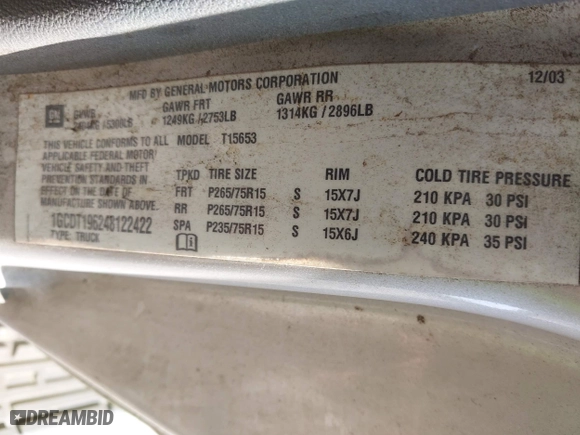 MFD BY GENERAL MOTORS CORPORATION 12/03
GM GAWR FRT GAWR RR
1249KG / 2753LB 1314KG / 2896LB
THIS VEHICLE CONFORMS TO ALL MODEL T15653
APPLICABLE FEDERAL MOTOR
VEHICLE SAFETY AND THEFT TPKD TIRE SIZE RIM COLD TIRE PRESSURE
PREVENTION STANDARDS IN FRT P265/75R15 S 15X7J 210 KPA 30 PSI
EFFECT ON THE DATE OF
MANUFACTURE SHOWN ABOVE. RR P265/75R15 S 15X7J 210 KPA 30 PSI
1GCDT196248122422 SPA P235/75R15 S 15X6J 240 KPA 35 PSI
TYPE: TRUCK
DREAMBID